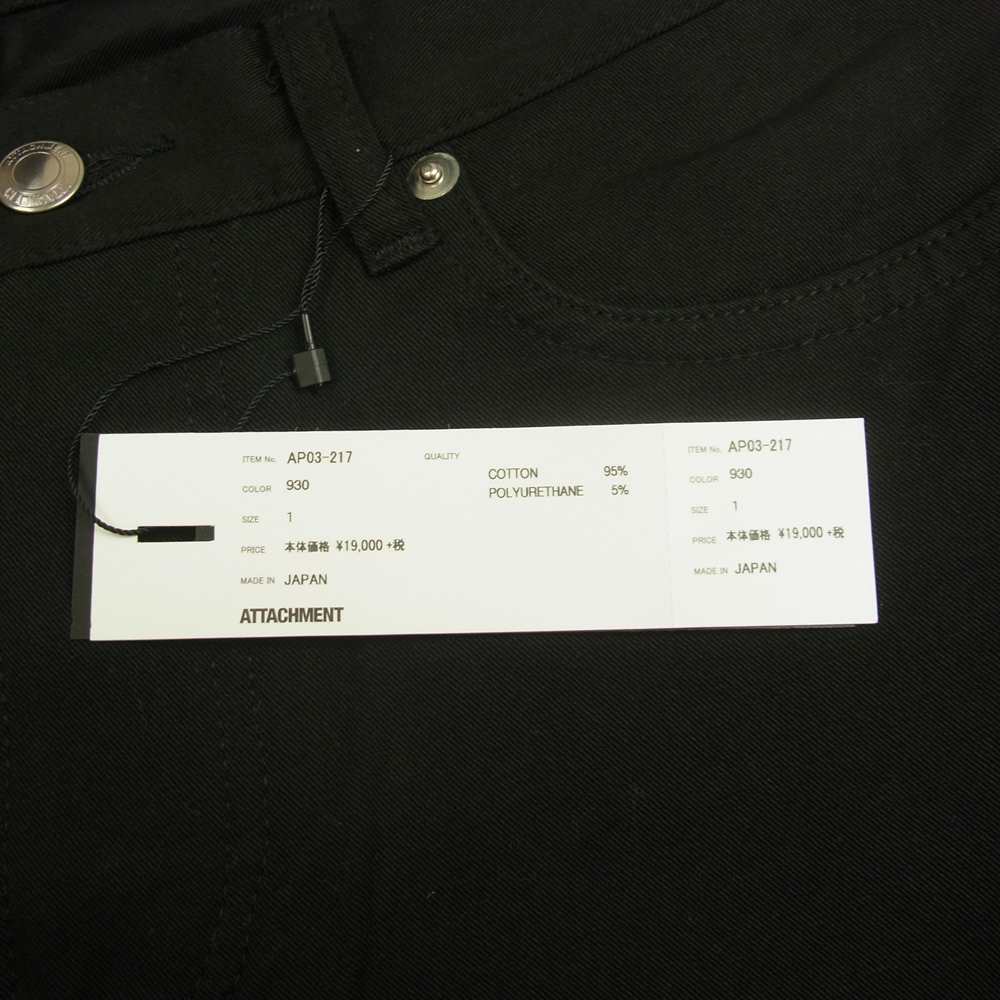 ITEM No. AP03-217
COLOR 930
SIZE 1
PRICE 本体価格 ¥19,000 +税
MADE IN JAPAN
ATTACHMENT
QUALITY
COTTON 95%
POLYURETHANE 5%
ITEM No. AP03-217
COLOR 930
SIZE 1
PRICE 本体価格 ¥19,000 +税
MADE IN JAPAN